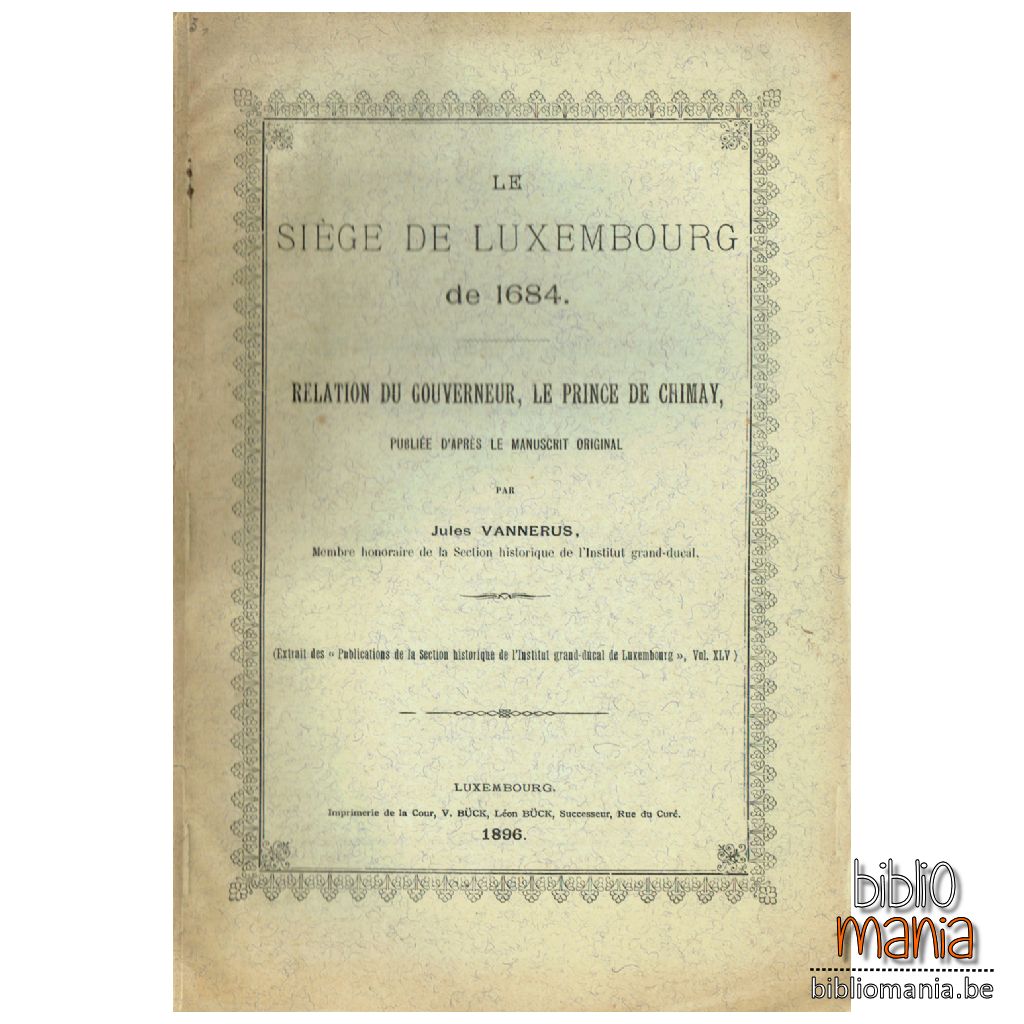 3.
LE
SIÈGE DE LUXEMBOURG
de 1684.
RELATION DU GOUVERNEUR, LE PRINCE DE CHIMAY,
PUBLIÉE D'APRÈS LE MANUSCRIT ORIGINAL
PAR
Jules VANNERUS,
Membre honoraire de la Section historique de l'Institut grand-ducal.
(Extrait des « Publications de la Section historique de l'Institut grand-ducal de Luxembourg », Vol. XLV)
LUXEMBOURG.
Imprimerie de la Cour, V. BÜCK, Léon BÜCK, Successeur, Rue du Curé.
1896.
bibliO
mania
bibliomania.be